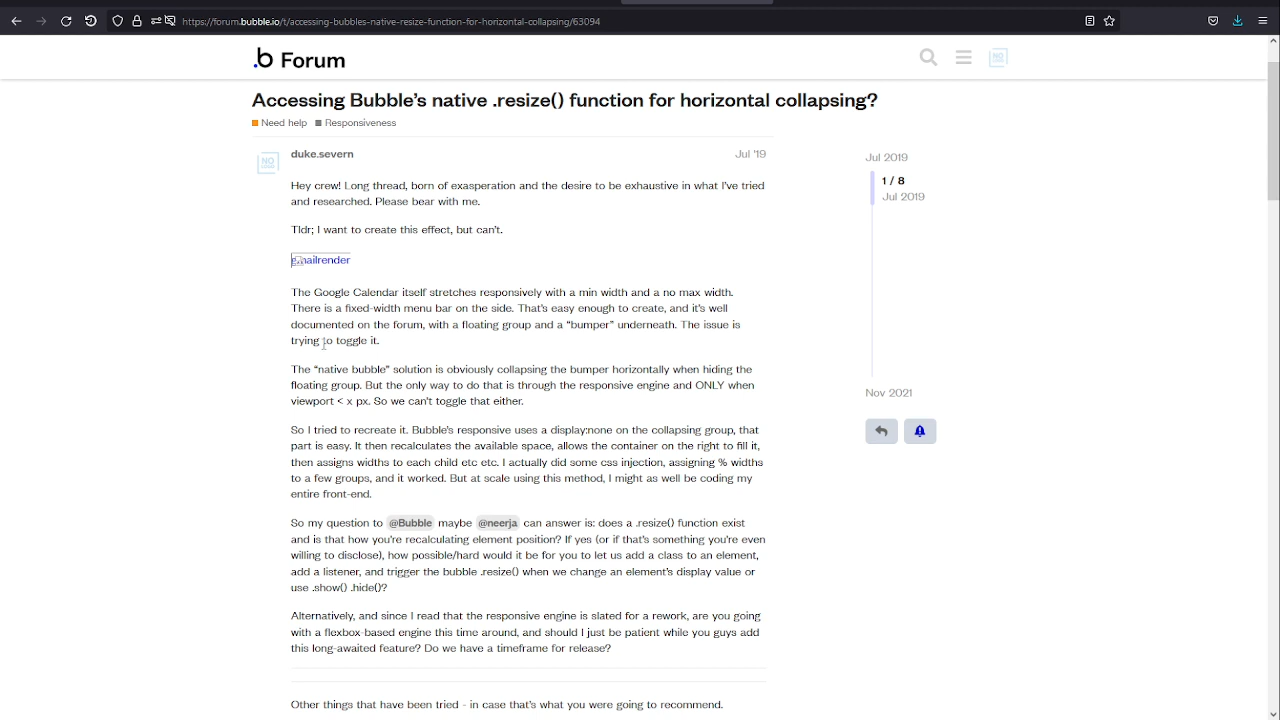 https://forum.bubble.io/t/accessing-bubbles-native-resize-function-for-horizontal-collapsing/63094
.b Forum
NO
Accessing Bubble's native .resize() function for horizontal collapsing?
Need help Responsiveness
NO
duke.severn Jul '19
Hey crew! Long thread, born of exasperation and the desire to be exhaustive in what I've tried
and researched. Please bear with me.
Tldr; I want to create this effect, but can't.
gmailrender
The Google Calendar itself stretches responsively with a min width and a no max width.
There is a fixed-width menu bar on the side. That's easy enough to create, and it's well
documented on the forum, with a floating group and a “bumper” underneath. The issue is
trying to toggle it.
The “native bubble” solution is obviously collapsing the bumper horizontally when hiding the
floating group. But the only way to do that is through the responsive engine and ONLY when
viewport < x px. So we can't toggle that either.
So I tried to recreate it. Bubble's responsive uses a display:none on the collapsing group, that
part is easy. It then recalculates the available space, allows the container on the right to fill it,
then assigns widths to each child etc etc. I actually did some css injection, assigning % widths
to a few groups, and it worked. But at scale using this method, I might as well be coding my
entire front-end.
So my question to @Bubble maybe @neerja can answer is: does a .resize() function exist
and is that how you're recalculating element position? If yes (or if that's something you're even
willing to disclose), how possible/hard would it be for you to let us add a class to an element,
add a listener, and trigger the bubble .resize() when we change an element's display value or
use .show() .hide()?
Alternatively, and since I read that the responsive engine is slated for a rework, are you going
with a flexbox-based engine this time around, and should I just be patient while you guys add
this long-awaited feature? Do we have a timeframe for release?
Other things that have been tried - in case that's what you were going to recommend.
Jul 2019
1 / 8
Jul 2019
Nov 2021